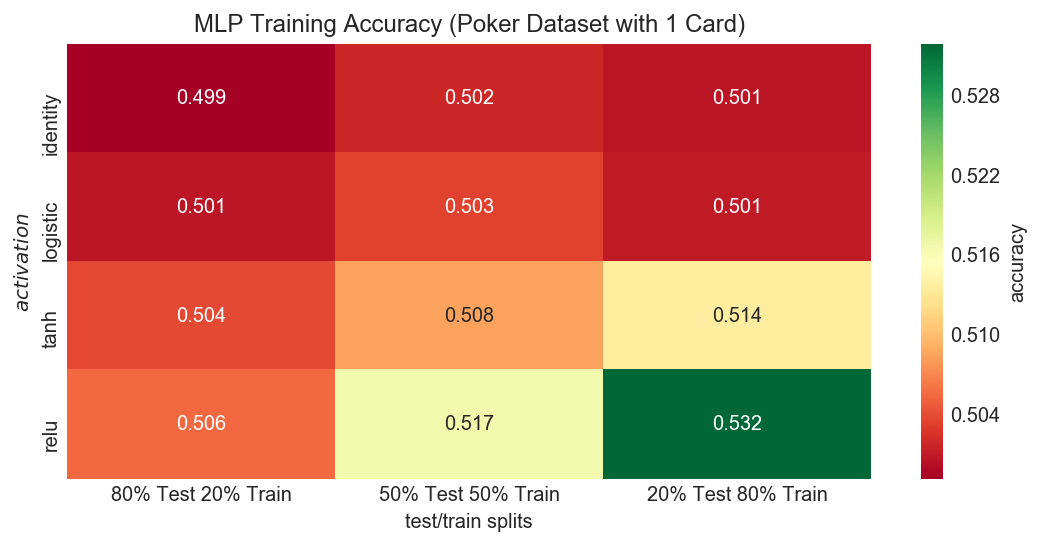 MLP Training Accuracy (Poker Dataset with 1 Card)
activation
identity
0.499 0.502 0.501
logistic
0.501 0.503 0.501
tanh
0.504 0.508 0.514
relu
0.506 0.517 0.532
80% Test 20% Train 50% Test 50% Train 20% Test 80% Train
test/train splits
0.528
0.522
0.516
0.510
0.504
accuracy